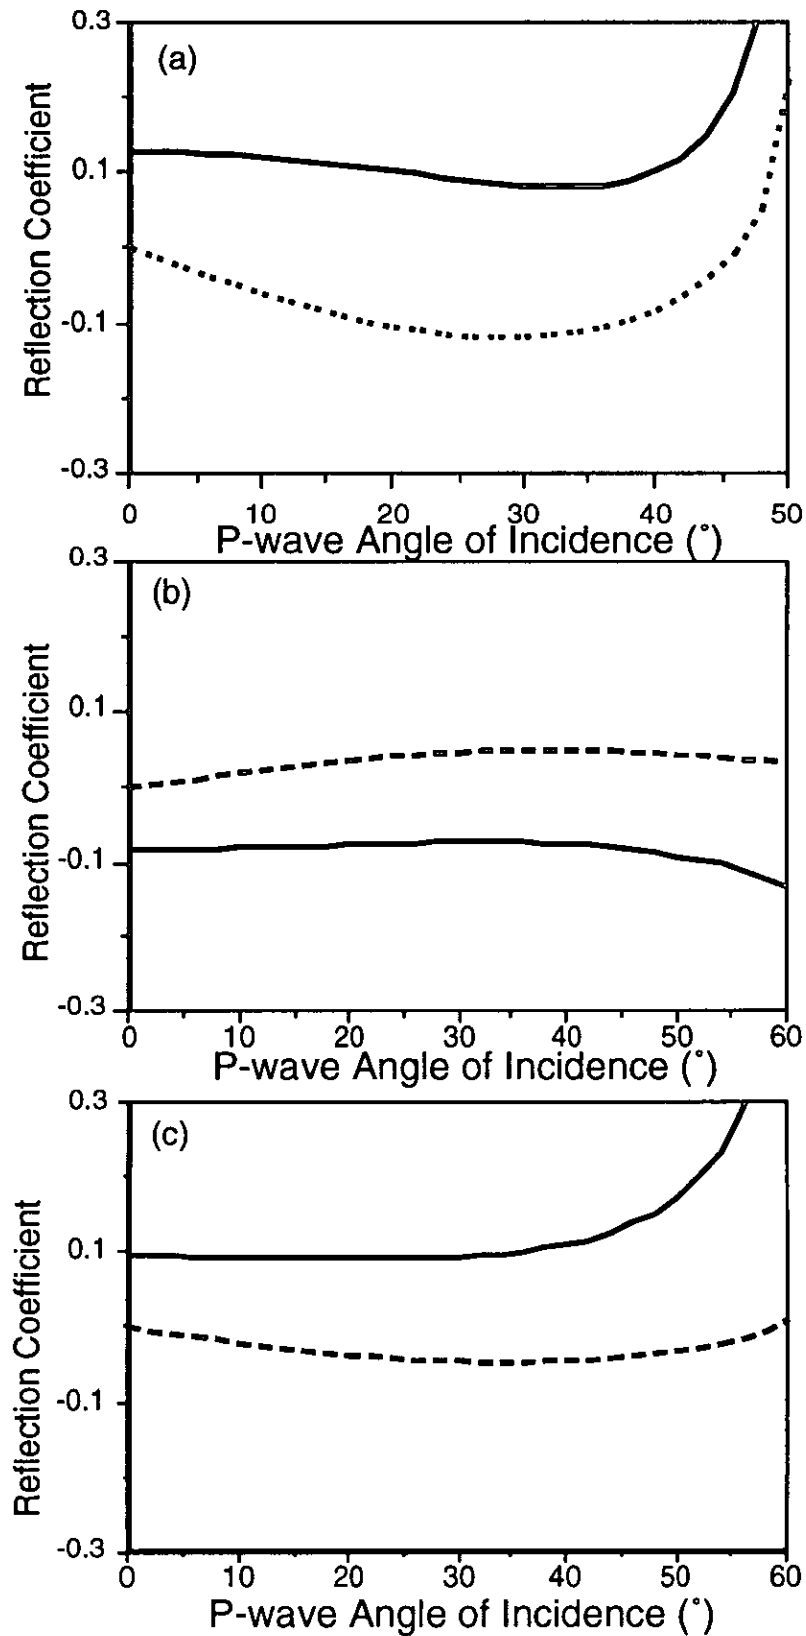 0.3
(a)
0.1
Reflection Coefficient
-0.1
-0.3
0 10 20 30 40 50
P-wave Angle of Incidence (°)
0.3
(b)
0.1
Reflection Coefficient
-0.1
-0.3
0 10 20 30 40 50 60
P-wave Angle of Incidence (°)
0.3
(c)
0.1
Reflection Coefficient
-0.1
-0.3
0 10 20 30 40 50 60
P-wave Angle of Incidence (°)